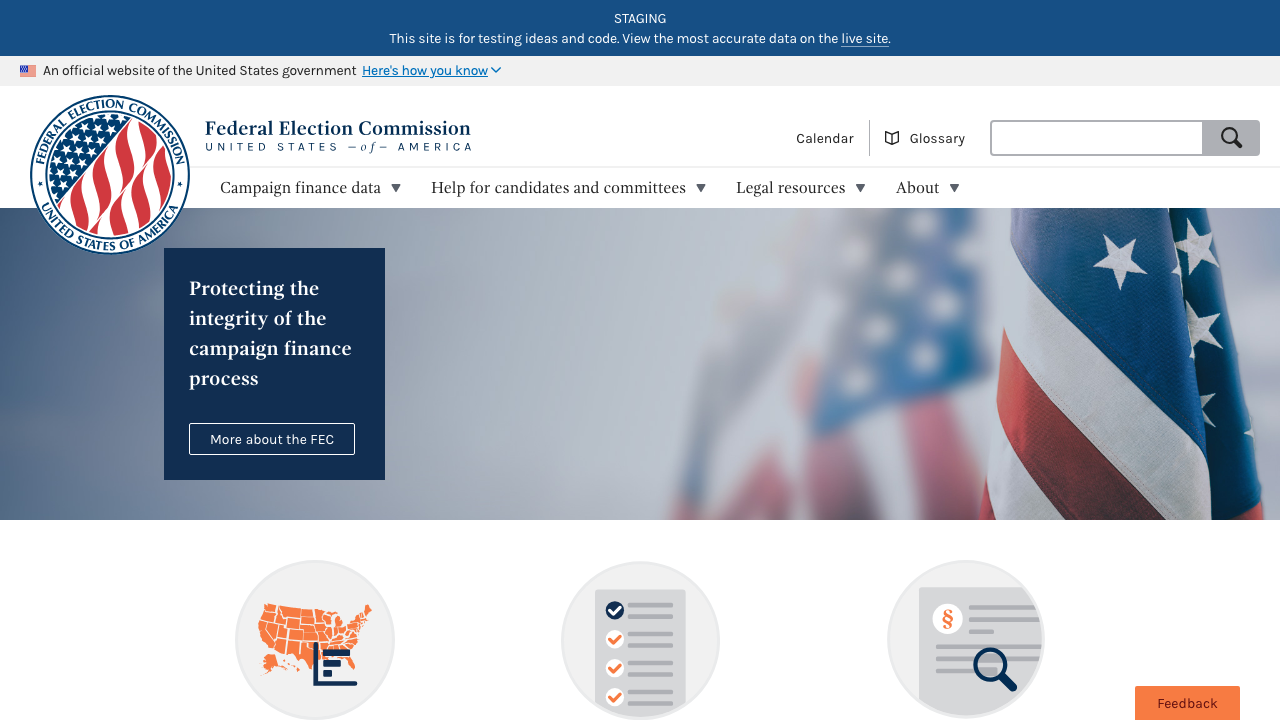 STAGING
This site is for testing ideas and code. View the most accurate data on the live site.
An official website of the United States government Here's how you know
FEDERAL ELECTION COMMISSION
UNITED STATES OF AMERICA
Federal Election Commission
UNITED STATES – of – AMERICA
Calendar
Glossary
Campaign finance data
Help for candidates and committees
Legal resources
About
Protecting the
integrity of the
campaign finance
process
More about the FEC
§
Feedback